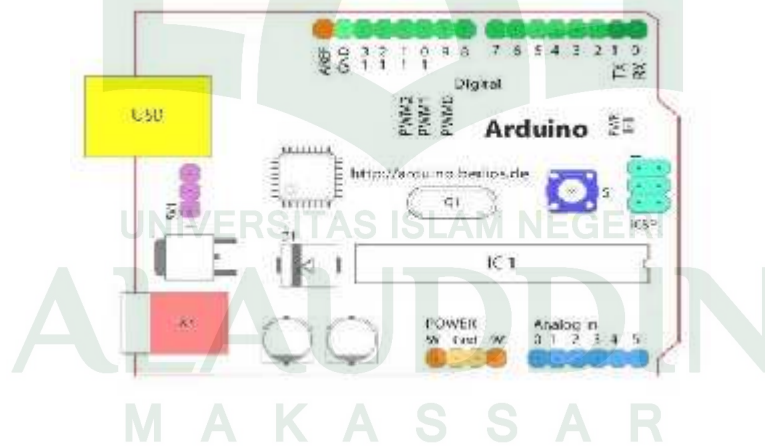 AREF GND 13 12 11 10 9 8 7 6 5 4 3 2 1 0
TX RX
Digital
PWM2 PWM1 PWM0
Arduino
USB
http://arduino.berlios.de
Q1
ICSP
UNIVERSITAS ISLAM NEGERI
IC 1
ALAUDDIN
X1
POWER Analog In
5V Gnd 9V 0 1 2 3 4 5
MAKASSAR